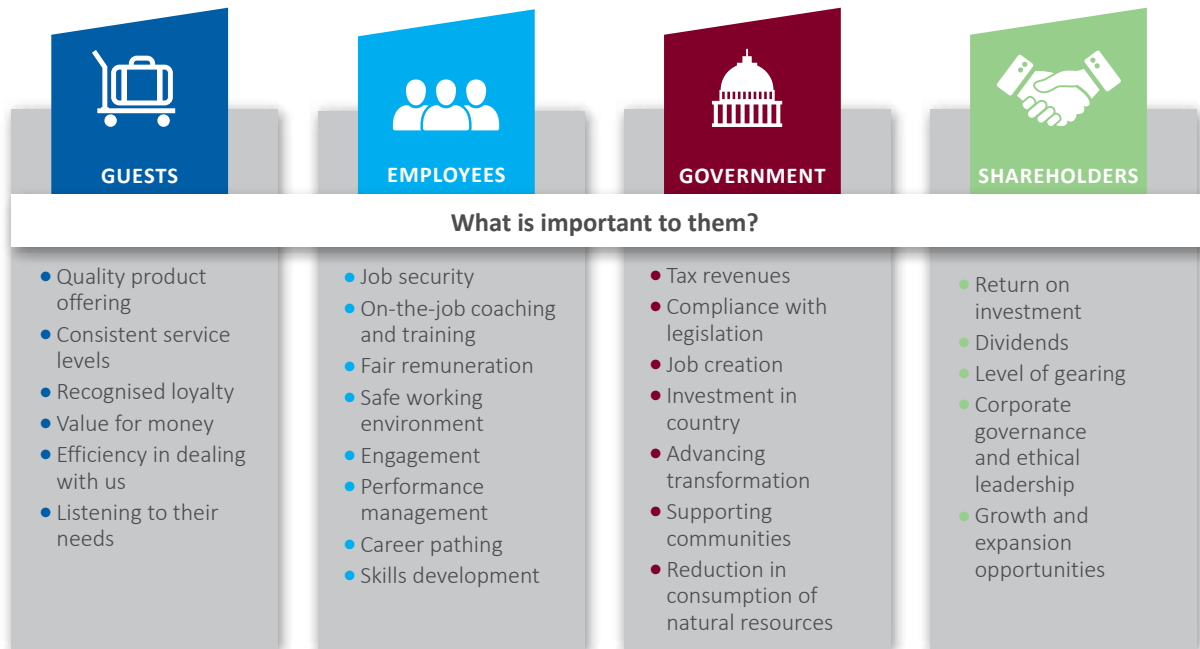 GUESTS
EMPLOYEES
GOVERNMENT
SHAREHOLDERS
What is important to them?
• Quality product
offering
• Consistent service
levels
• Recognised loyalty
• Value for money
• Efficiency in dealing
with us
• Listening to their
needs
• Job security
• On-the-job coaching
and training
• Fair remuneration
• Safe working
environment
• Engagement
• Performance
management
• Career pathing
• Skills development
• Tax revenues
• Compliance with
legislation
• Job creation
• Investment in
country
• Advancing
transformation
• Supporting
communities
• Reduction in
consumption of
natural resources
• Return on
investment
• Dividends
• Level of gearing
• Corporate
governance
and ethical
leadership
• Growth and
expansion
opportunities